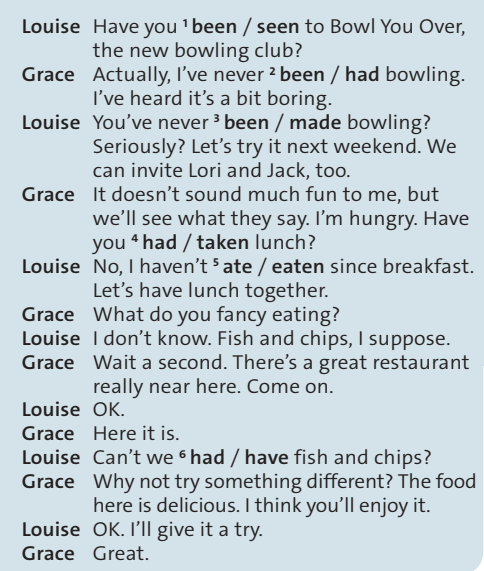 Louise Have you ¹ been / seen to Bowl You Over,
the new bowling club?
Grace Actually, I've never ² been / had bowling.
I've heard it's a bit boring.
Louise You've never ³ been / made bowling?
Seriously? Let's try it next weekend. We
can invite Lori and Jack, too.
Grace It doesn't sound much fun to me, but
we'll see what they say. I'm hungry. Have
you ⁴ had / taken lunch?
Louise No, I haven't ⁵ ate / eaten since breakfast.
Let's have lunch together.
Grace What do you fancy eating?
Louise I don't know. Fish and chips, I suppose.
Grace Wait a second. There's a great restaurant
really near here. Come on.
Louise OK.
Grace Here it is.
Louise Can't we ⁶ had / have fish and chips?
Grace Why not try something different? The food
here is delicious. I think you'll enjoy it.
Louise OK. I'll give it a try.
Grace Great.